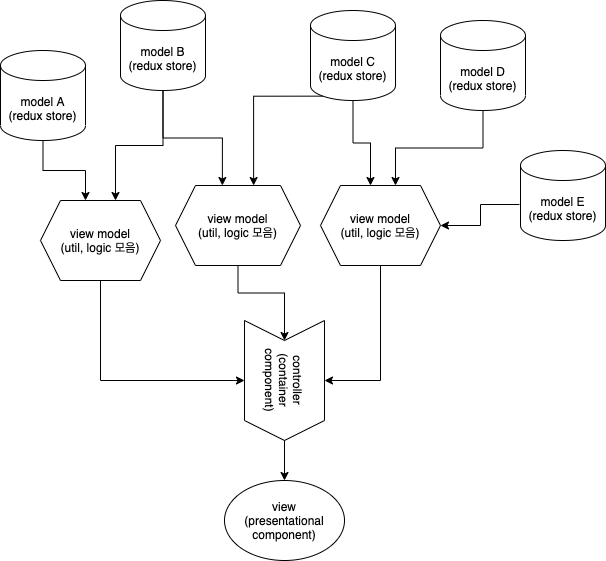 model A
(redux store)
model B
(redux store)
model C
(redux store)
model D
(redux store)
model E
(redux store)
view model
(util, logic 모음)
view model
(util, logic 모음)
view model
(util, logic 모음)
controller
(container
component)
view
(presentational
component)